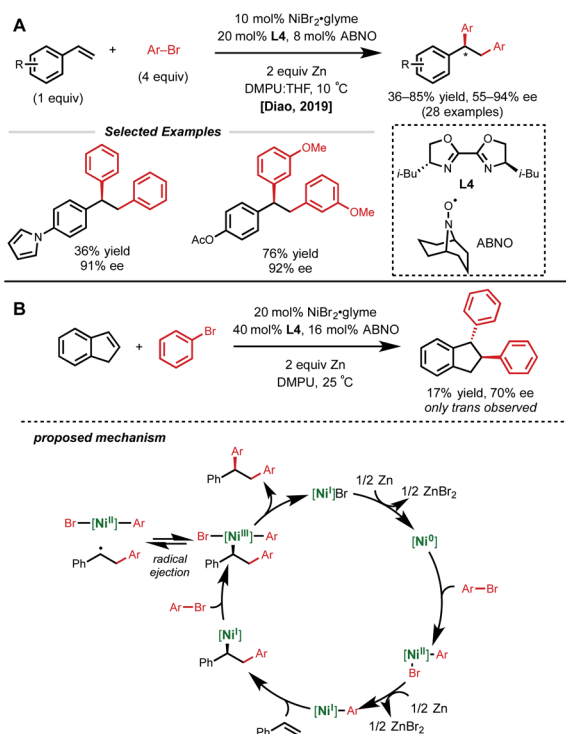 A
10 mol% NiBr₂•glyme
20 mol% L4, 8 mol% ABNO
R
+
Ar–Br
(1 equiv)
(4 equiv)
2 equiv Zn
DMPU:THF, 10 °C
[Diao, 2019]
Ar
Ar
R
*
36–85% yield, 55–94% ee
(28 examples)
Selected Examples
N
36% yield
91% ee
OMe
OMe
AcO
76% yield
92% ee
O O
N N
i-Bu i-Bu
L4
O•
N
ABNO
B
20 mol% NiBr₂•glyme
40 mol% L4, 16 mol% ABNO
+
Br
2 equiv Zn
DMPU, 25 °C
17% yield, 70% ee
only trans observed
proposed mechanism
Ar
Ph Ar
[Niᴵ]Br
1/2 Zn
1/2 ZnBr₂
[Ni⁰]
Br–[Niᴵᴵ]–Ar
Ph Ar
radical
ejection
Br–[Niᴵᴵᴵ]–Ar
Ph Ar
Ar–Br
Ar–Br
[Niᴵ]
Ph Ar
[Niᴵᴵ]–Ar
Br
1/2 Zn
1/2 ZnBr₂
[Niᴵ]–Ar
Ph